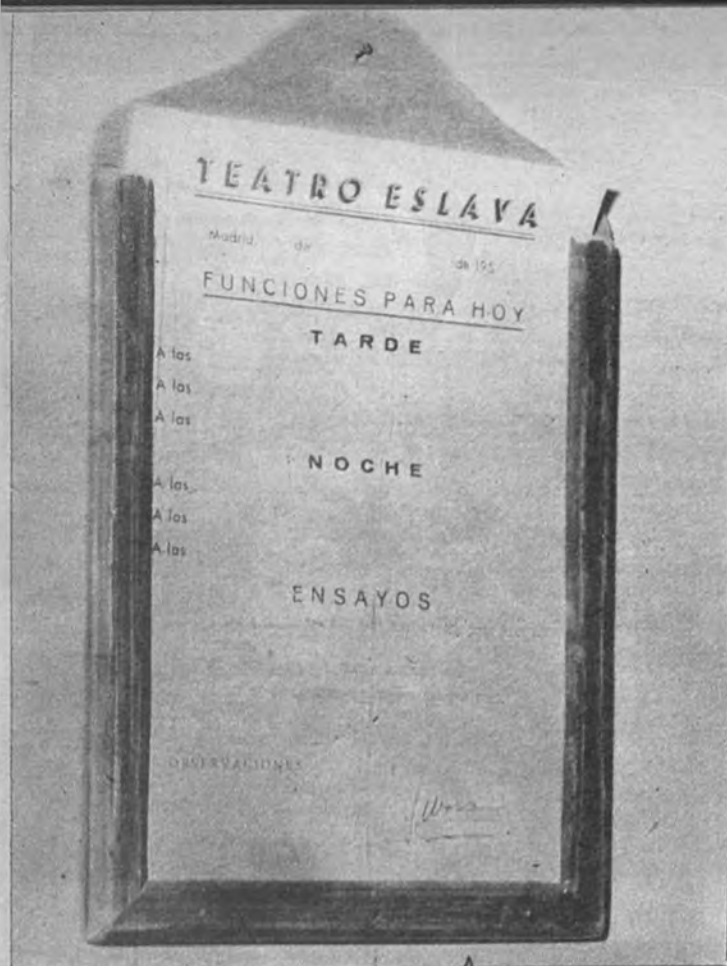 TEATRO ESLAVA
Madrid de de 195
FUNCIONES PARA HOY
TARDE
A las
A las
A las
NOCHE
A las
A las
A las
ENSAYOS
OBSERVACIONES